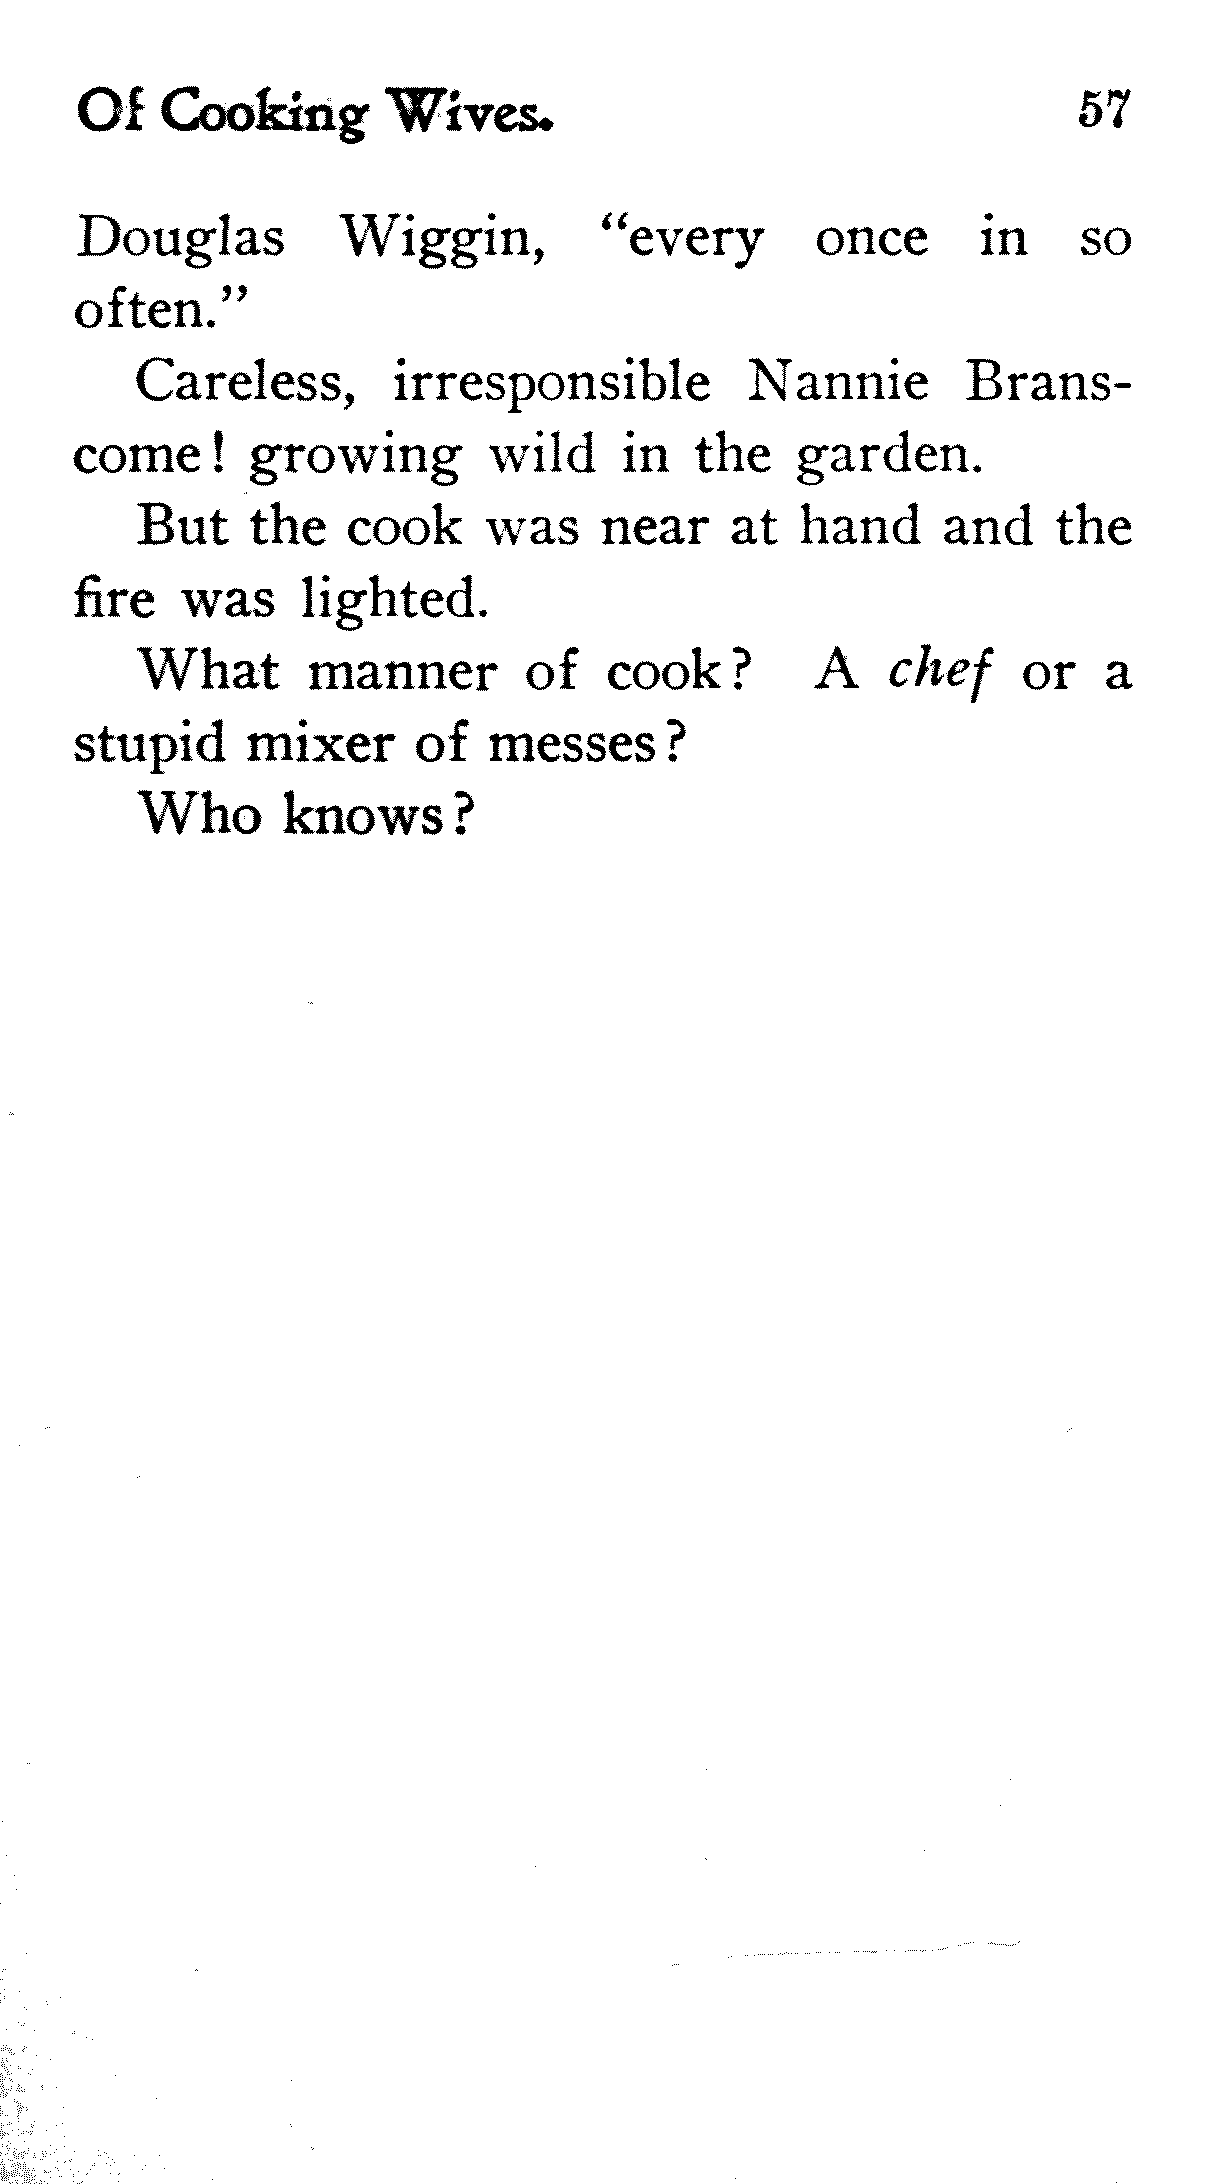 Of Cooking Wives. 57
Douglas Wiggin, “every once in so
often.”
Careless, irresponsible Nannie Brans-
come! growing wild in the garden.
But the cook was near at hand and the
fire was lighted.
What manner of cook? A chef or a
stupid mixer of messes?
Who knows?